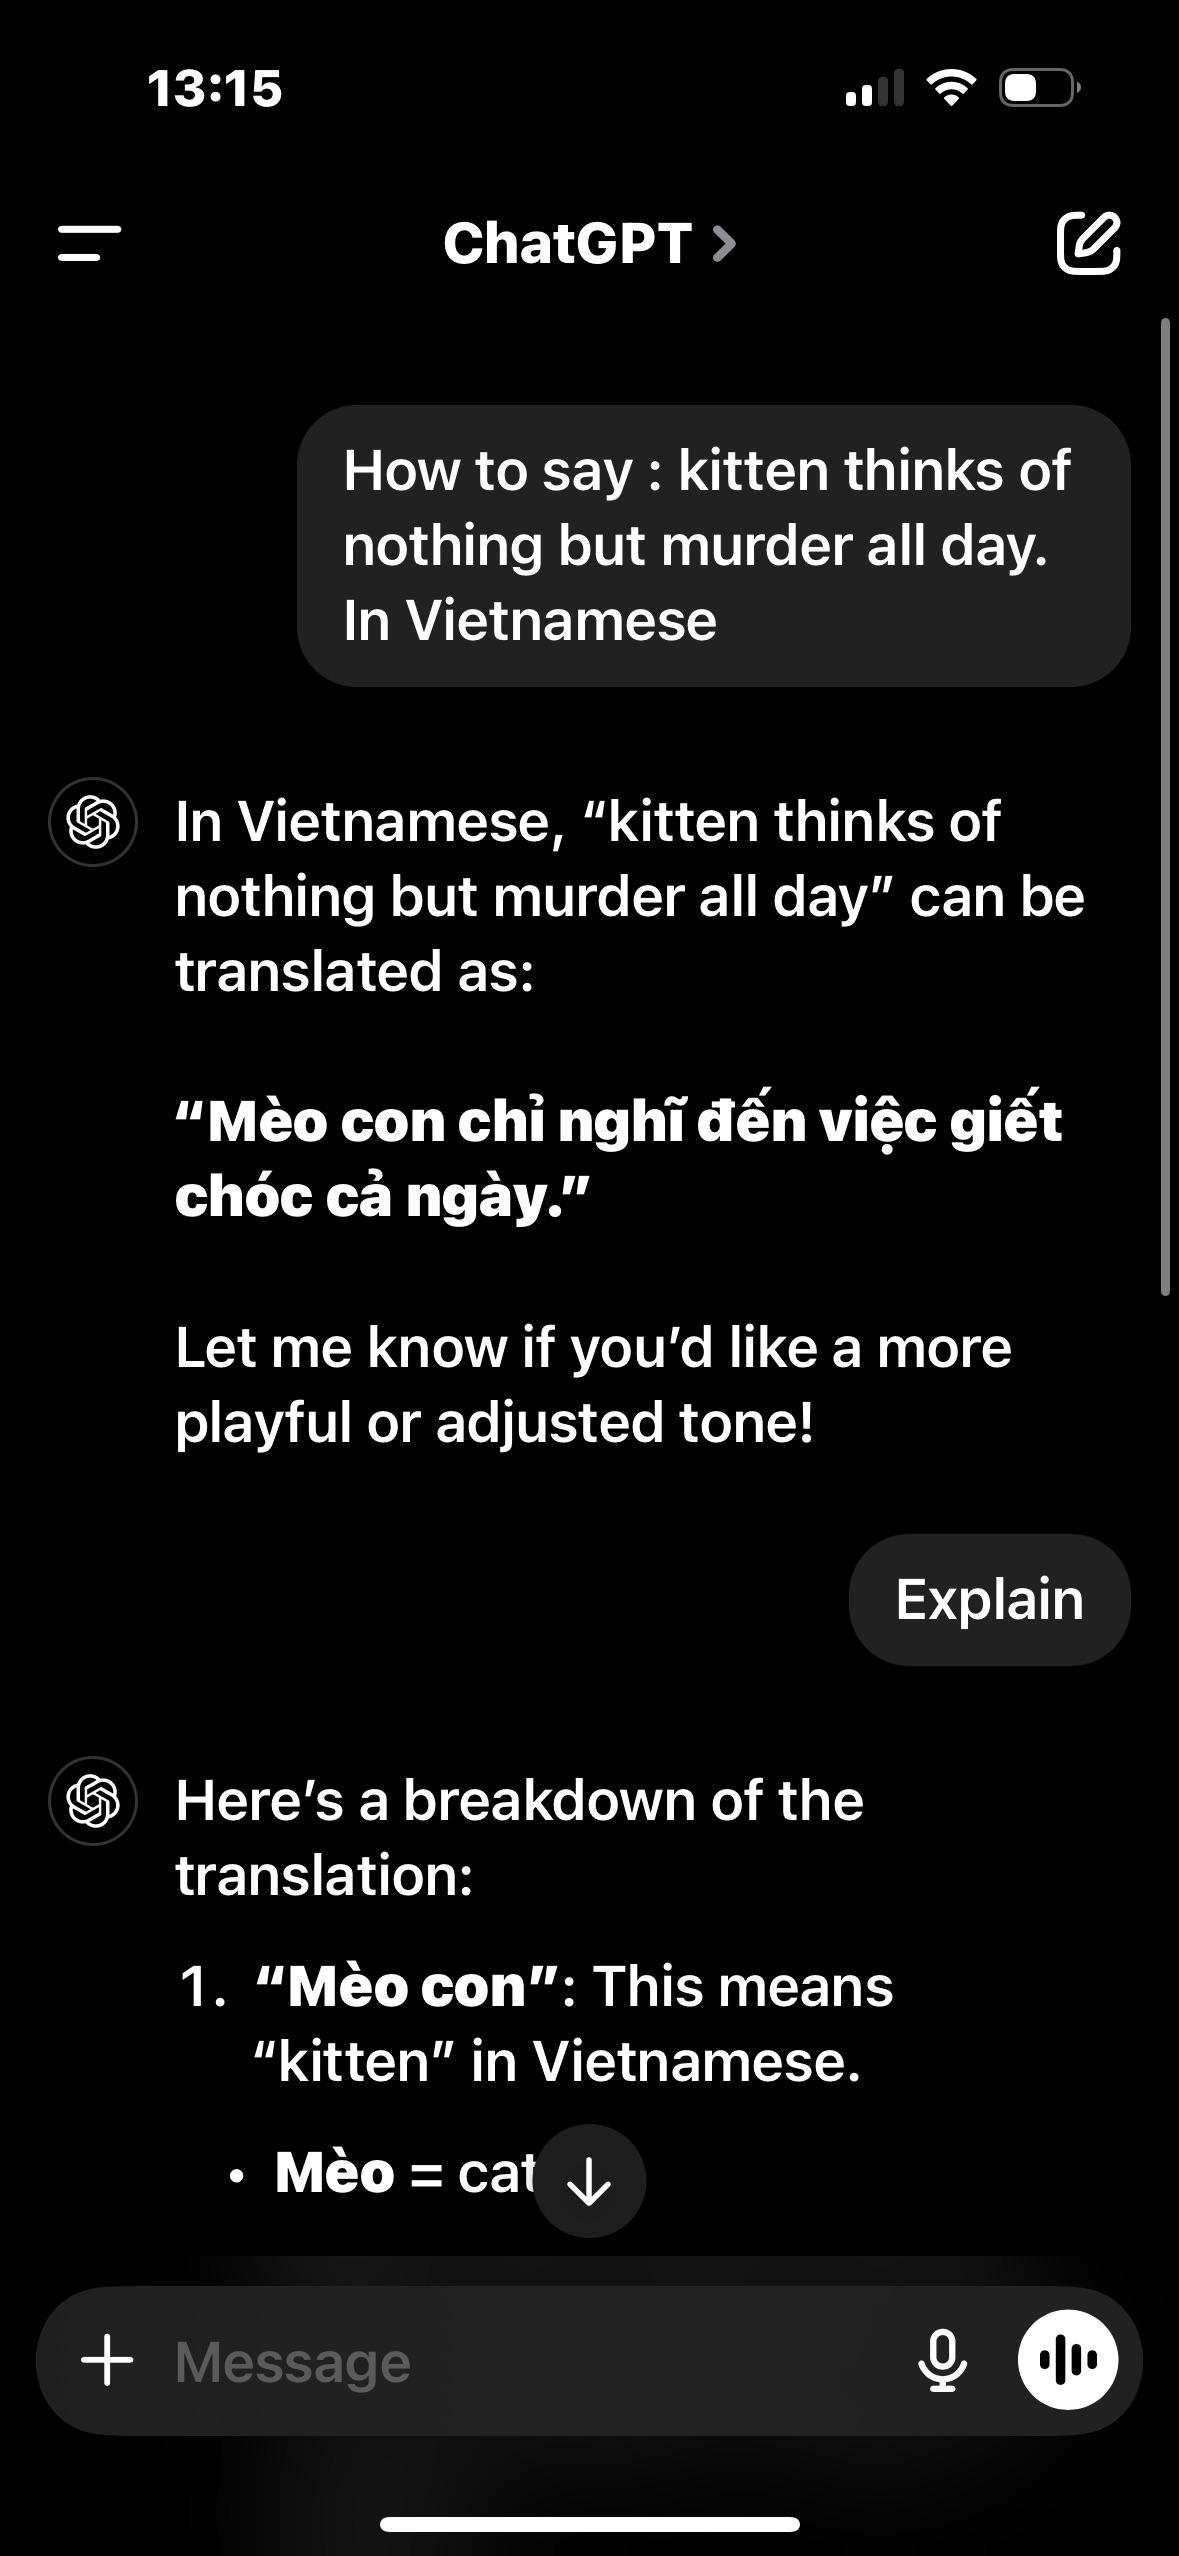 13:15
ChatGPT
How to say : kitten thinks of
nothing but murder all day.
In Vietnamese
In Vietnamese, “kitten thinks of
nothing but murder all day” can be
translated as:
“Mèo con chỉ nghĩ đến việc giết
chóc cả ngày.”
Let me know if you’d like a more
playful or adjusted tone!
Explain
Here’s a breakdown of the
translation:
1. “Mèo con”: This means
“kitten” in Vietnamese.
• Mèo = cat
Message